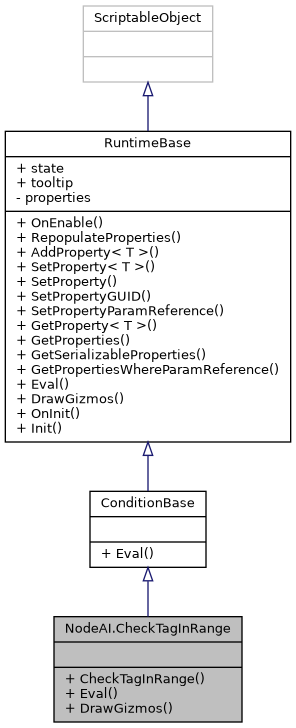 ScriptableObject
RuntimeBase
+ state
+ tooltip
- properties
+ OnEnable()
+ RepopulateProperties()
+ AddProperty< T >()
+ SetProperty< T >()
+ SetProperty()
+ SetPropertyGUID()
+ SetPropertyParamReference()
+ GetProperty< T >()
+ GetProperties()
+ GetSerializableProperties()
+ GetPropertiesWhereParamReference()
+ Eval()
+ DrawGizmos()
+ OnInit()
+ Init()
ConditionBase
+ Eval()
NodeAI.CheckTagInRange
+ CheckTagInRange()
+ Eval()
+ DrawGizmos()